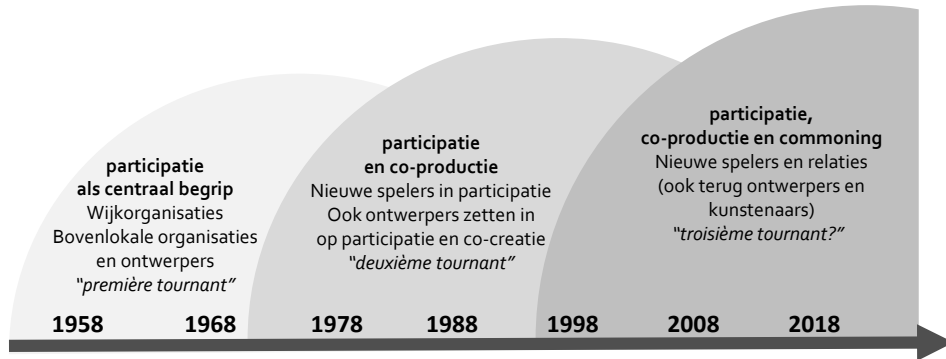 participatie
als centraal begrip
Wijkorganisaties
Bovenlokale organisaties
en ontwerpers
“première tournant”
participatie
en co-productie
Nieuwe spelers in participatie
Ook ontwerpers zetten in
op participatie en co-creatie
“deuxième tournant”
participatie,
co-productie en commoning
Nieuwe spelers en relaties
(ook terug ontwerpers en
kunstenaars)
“troisième tournant?”
1958 1968 1978 1988 1998 2008 2018